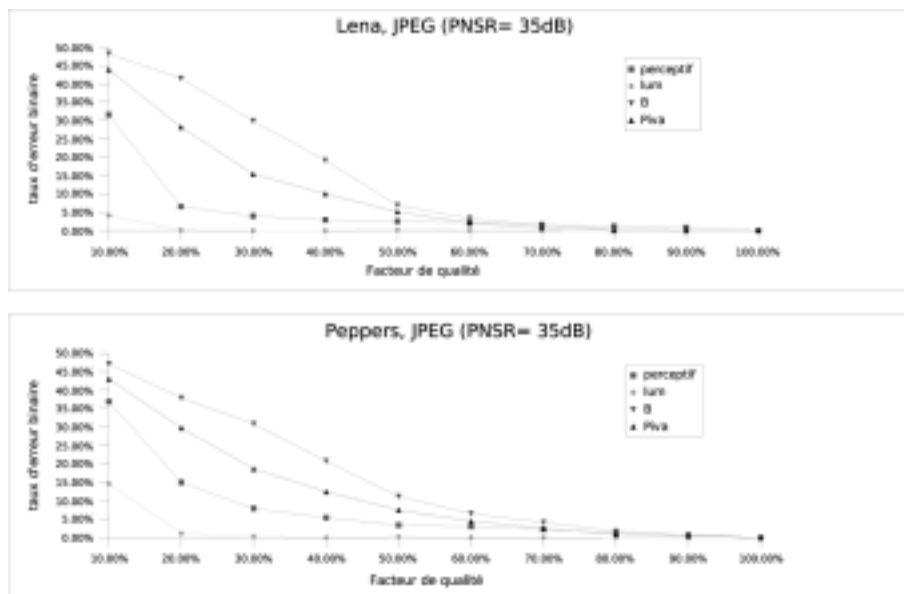 Lena, JPEG (PNSR= 35dB)
taux d'erreur binaire
50.00%
45.00%
40.00%
35.00%
30.00%
25.00%
20.00%
15.00%
10.00%
5.00%
0.00%
10.00% 20.00% 30.00% 40.00% 50.00% 60.00% 70.00% 80.00% 90.00% 100.00%
Facteur de qualité
perceptif
lum
B
Piva
Peppers, JPEG (PNSR= 35dB)
taux d'erreur binaire
50.00%
45.00%
40.00%
35.00%
30.00%
25.00%
20.00%
15.00%
10.00%
5.00%
0.00%
10.00% 20.00% 30.00% 40.00% 50.00% 60.00% 70.00% 80.00% 90.00% 100.00%
Facteur de qualité
perceptif
lum
B
Piva